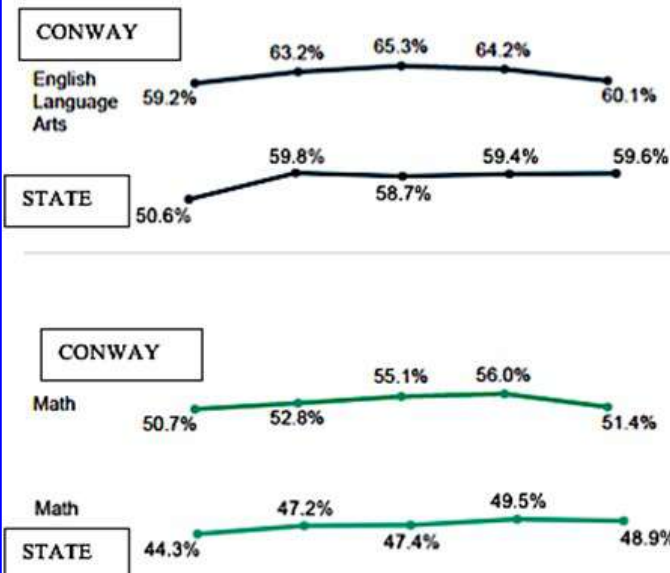 CONWAY
English
Language
Arts
59.2%
63.2%
65.3%
64.2%
60.1%
STATE
50.6%
59.8%
58.7%
59.4%
59.6%
CONWAY
Math
50.7%
52.8%
55.1%
56.0%
51.4%
Math
STATE
44.3%
47.2%
47.4%
49.5%
48.9%